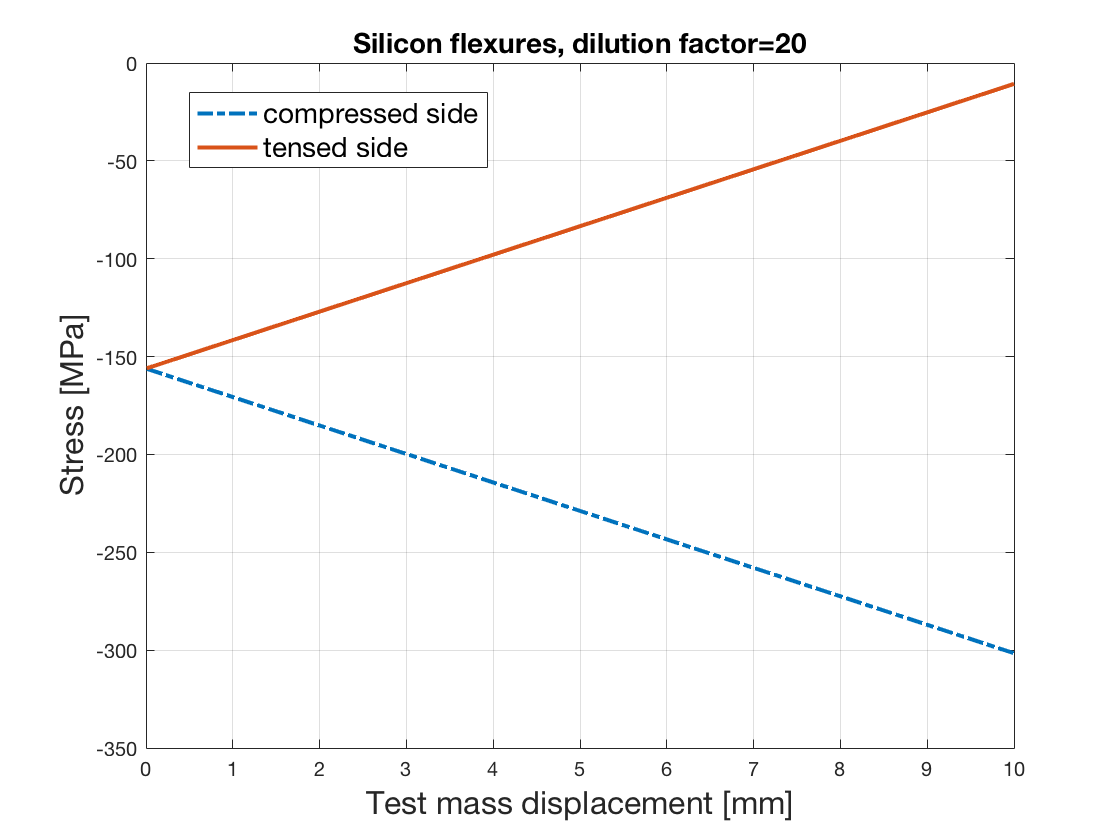 Silicon flexures, dilution factor=20
compressed side
tensed side
0
-50
-100
-150
-200
-250
-300
-350
Stress [MPa]
0 1 2 3 4 5 6 7 8 9 10
Test mass displacement [mm]